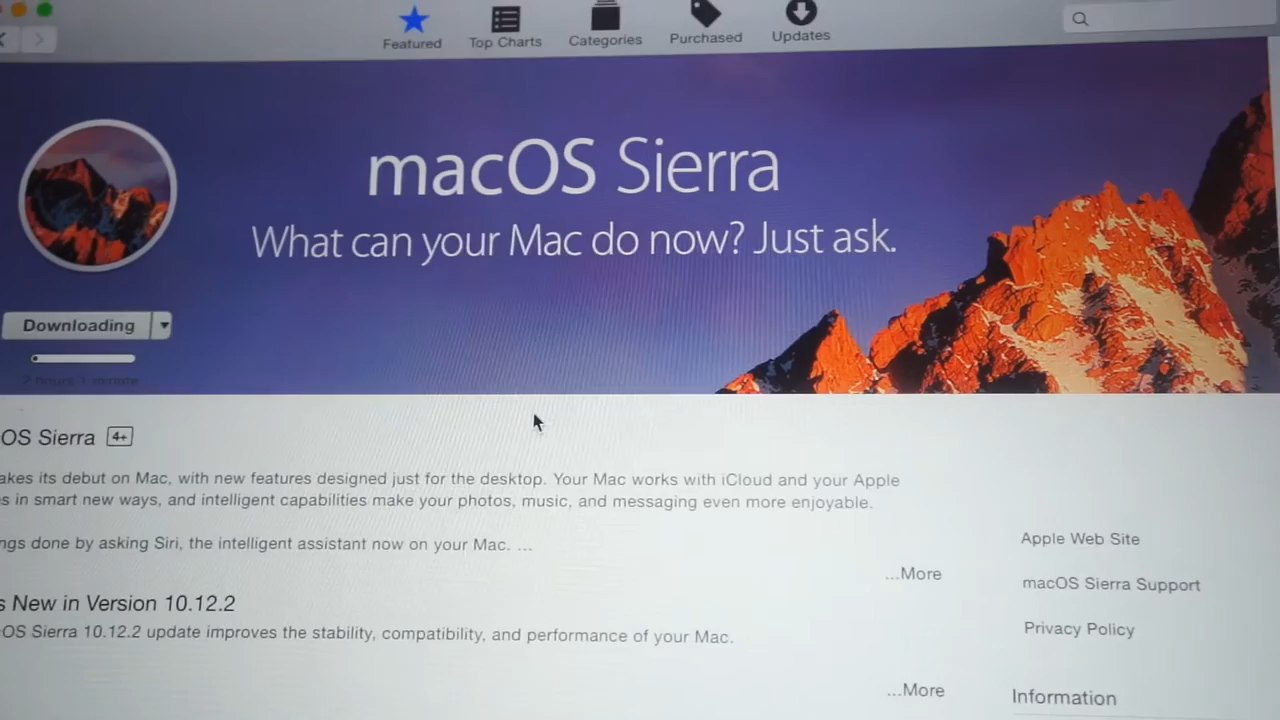 Featured
Top Charts
Categories
Purchased
Updates
macOS Sierra
What can your Mac do now? Just ask.
Downloading
2 hours 1 minute
OS Sierra 4+
akes its debut on Mac, with new features designed just for the desktop. Your Mac works with iCloud and your Apple
s in smart new ways, and intelligent capabilities make your photos, music, and messaging even more enjoyable.
ngs done by asking Siri, the intelligent assistant now on your Mac. ...
...More
s New in Version 10.12.2
OS Sierra 10.12.2 update improves the stability, compatibility, and performance of your Mac.
...More
Apple Web Site
macOS Sierra Support
Privacy Policy
Information